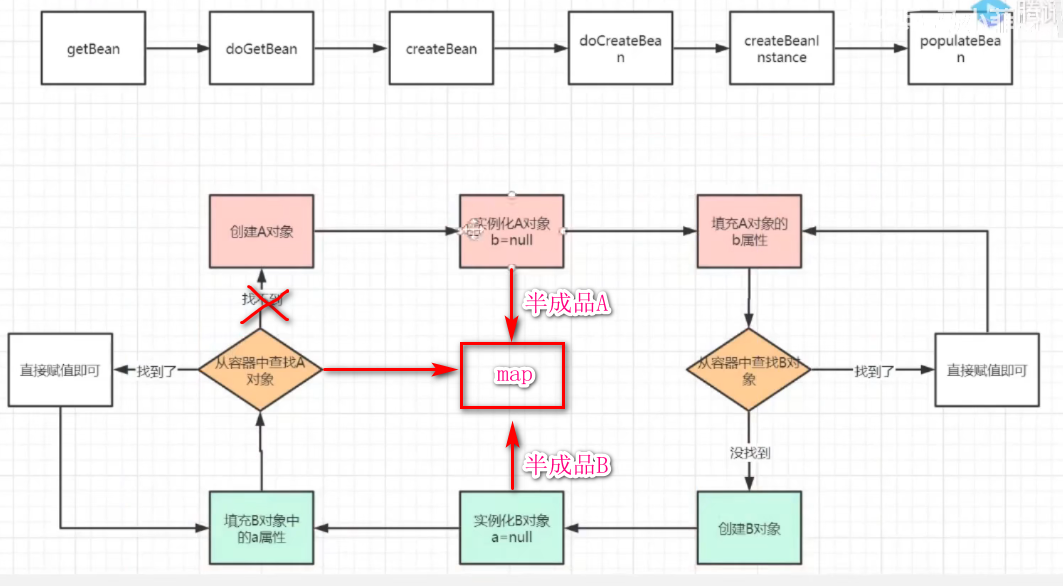 getBean
doGetBean
createBean
doCreateBea
n
createBeanI
nstance
populateBea
n
创建A对象
实例化A对象
b=null
填充A对象的
b属性
找不到
半成品A
直接赋值即可
找到了
从容器中查找A
对象
map
从容器中查找B对
象
找到了
直接赋值即可
半成品B
没找到
填充B对象中
的a属性
实例化B对象
a=null
创建B对象